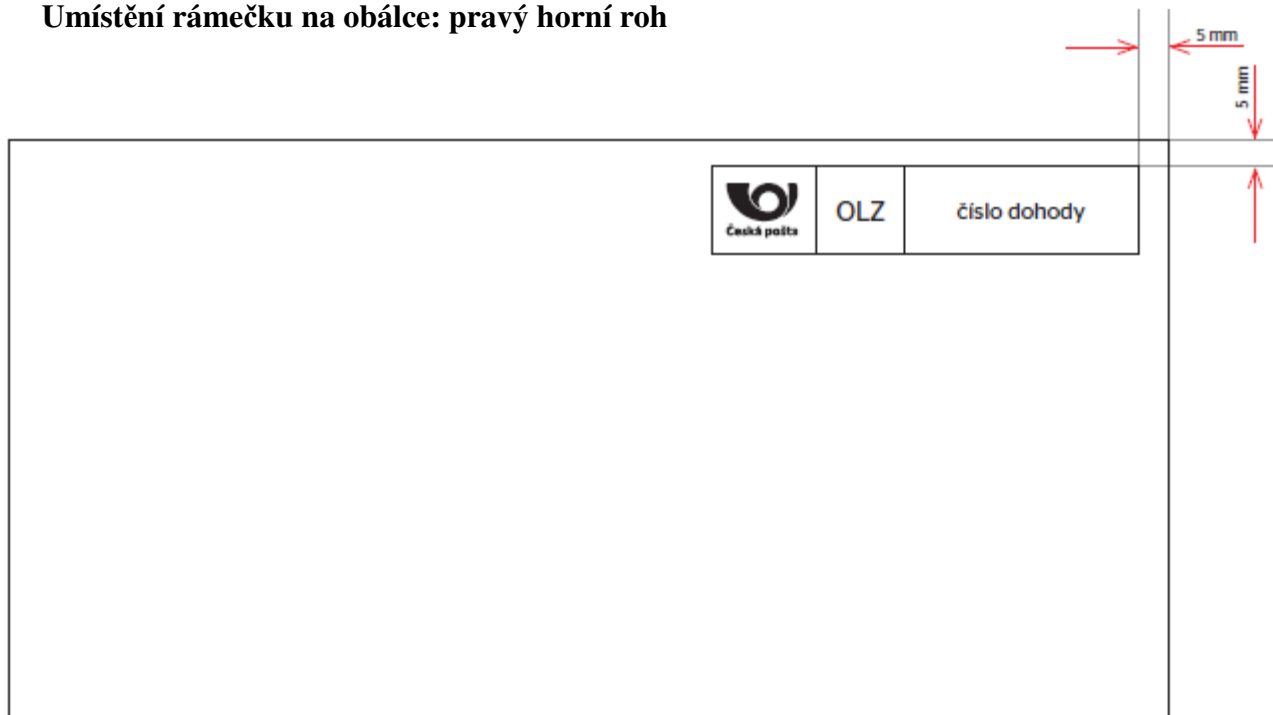 Umístění rámečku na obálce: pravý horní roh
5 mm
5 mm
Česká pošta
OLZ
číslo dohody